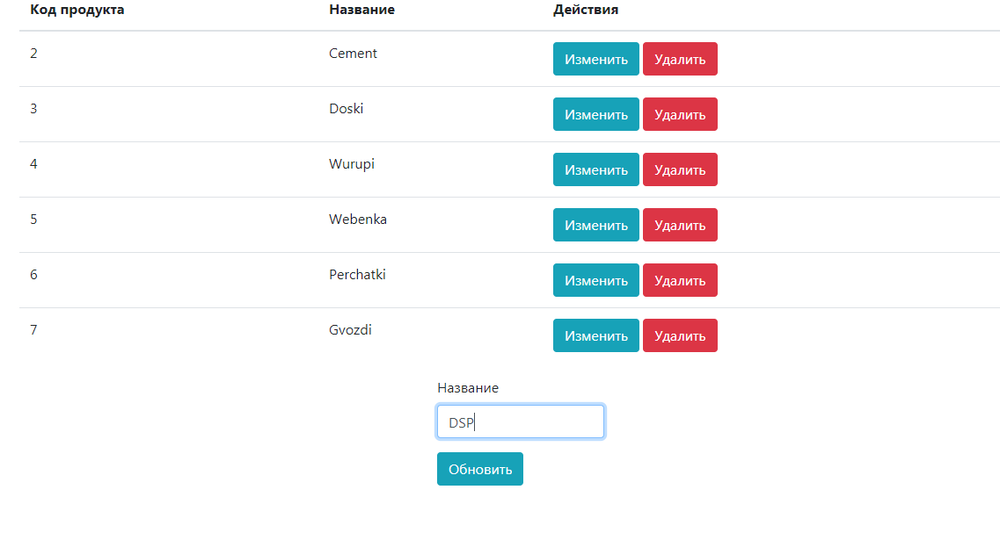 Код продукта Название Действия
2 Cement Изменить Удалить
3 Doski Изменить Удалить
4 Wurupi Изменить Удалить
5 Webenka Изменить Удалить
6 Perchatki Изменить Удалить
7 Gvozdi Изменить Удалить
Название
DSP
Обновить